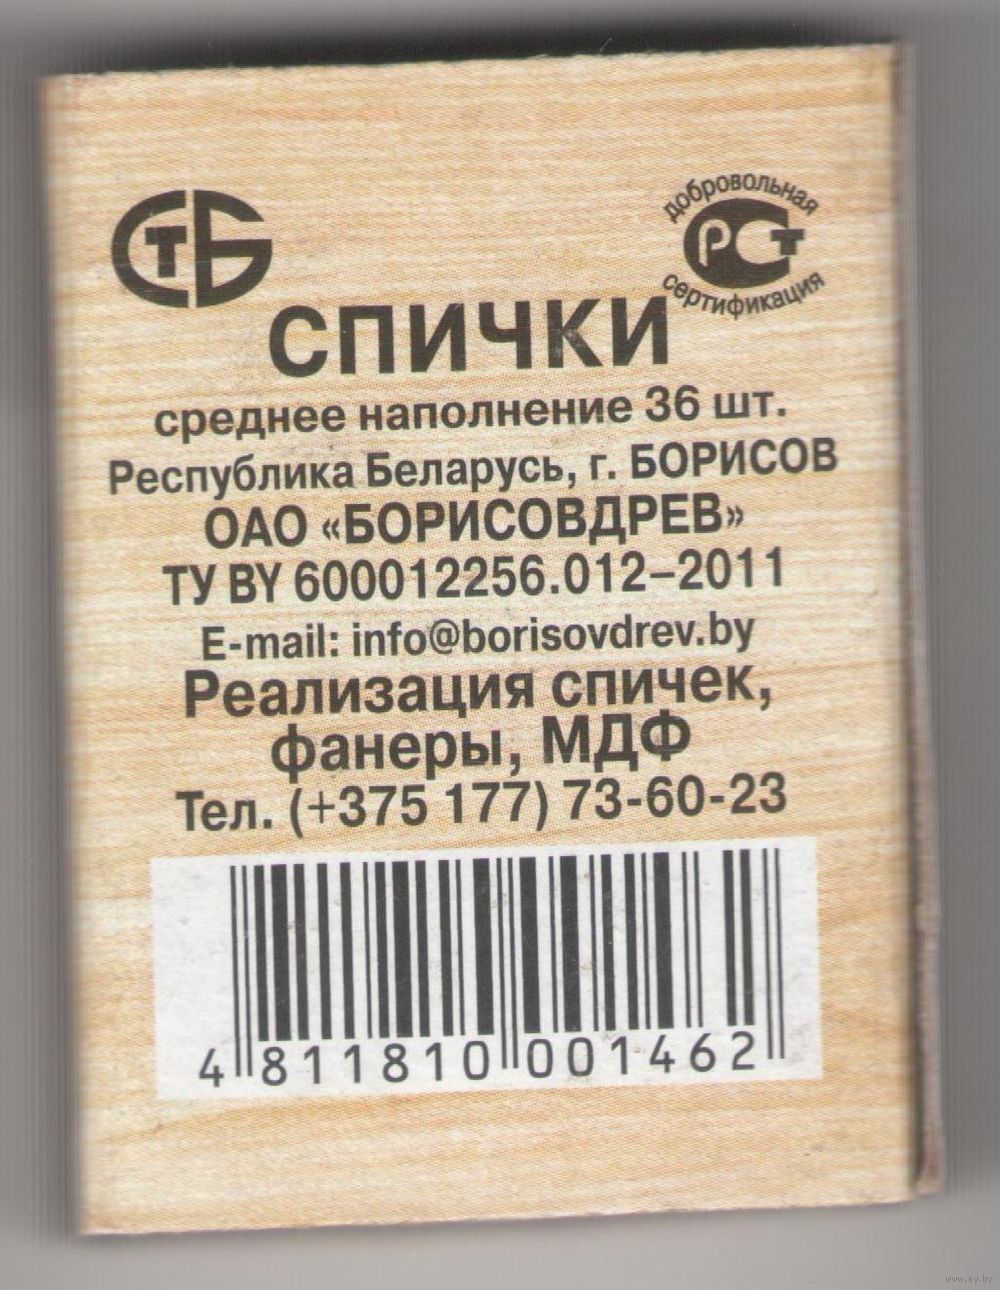 СТБ
добровольная
РСТ
сертификация
СПИЧКИ
среднее наполнение 36 шт.
Республика Беларусь, г. БОРИСОВ
ОАО «БОРИСОВДРЕВ»
ТУ BY 600012256.012–2011
E-mail: info@borisovdrev.by
Реализация спичек,
фанеры, МДФ
Тел. (+375 177) 73-60-23
4 811810 001462
www.ay.by